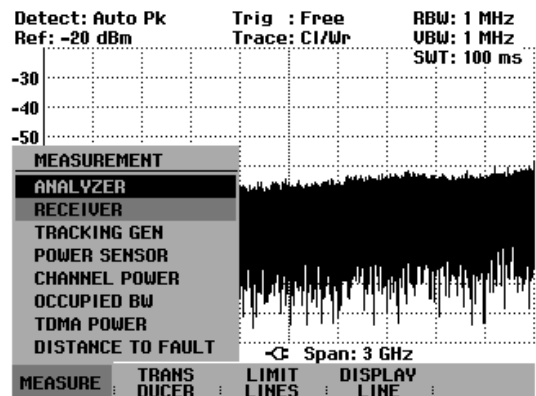 Detect: Auto Pk Trig : Free RBW: 1 MHz
Ref: -20 dBm Trace: Cl/Wr VBW: 1 MHz
SWT: 100 ms
-30
-40
-50
MEASUREMENT
ANALYZER
RECEIVER
TRACKING GEN
POWER SENSOR
CHANNEL POWER
OCCUPIED BW
TDMA POWER
DISTANCE TO FAULT
Span: 3 GHz
MEASURE TRANS LIMIT DISPLAY
DUCER LINES LINE